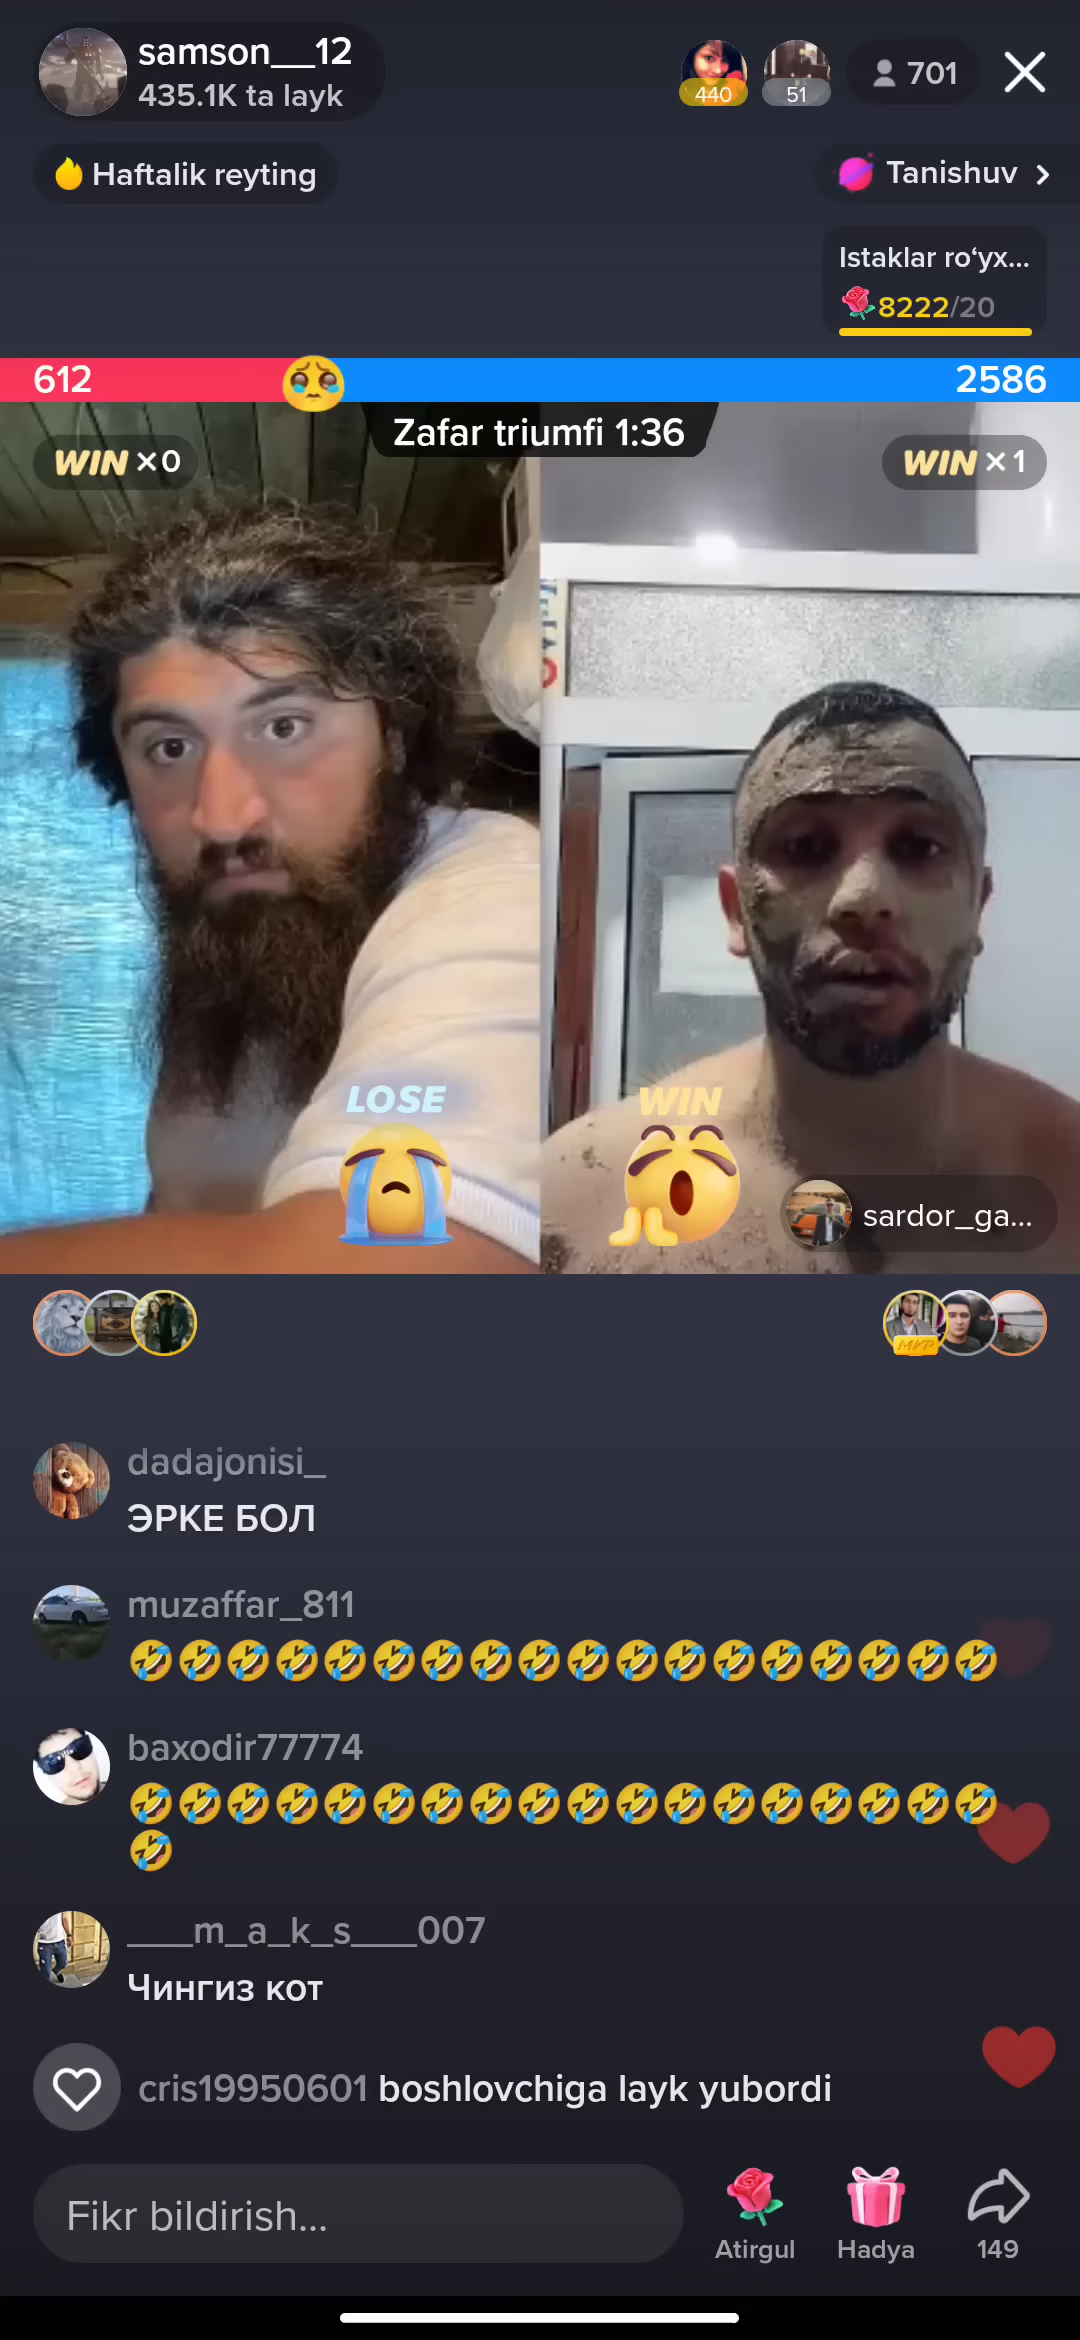 samson__12
435.1K ta layk
440
51
701
Haftalik reyting
Tanishuv
Istaklar ro‘yx...
8222/20
612
2586
Zafar triumfi 1:36
WIN ×0
WIN ×1
LOSE
WIN
sardor_ga...
dadajonisi_
ЭРКЕ БОЛ
muzaffar_811
🤣🤣🤣🤣🤣🤣🤣🤣🤣🤣🤣🤣🤣🤣🤣🤣🤣🤣
baxodir77774
🤣🤣🤣🤣🤣🤣🤣🤣🤣🤣🤣🤣🤣🤣🤣🤣🤣🤣
🤣
___m_a_k_s___007
Чингиз кот
cris19950601 boshlovchiga layk yubordi
Fikr bildirish...
Atirgul
Hadya
149